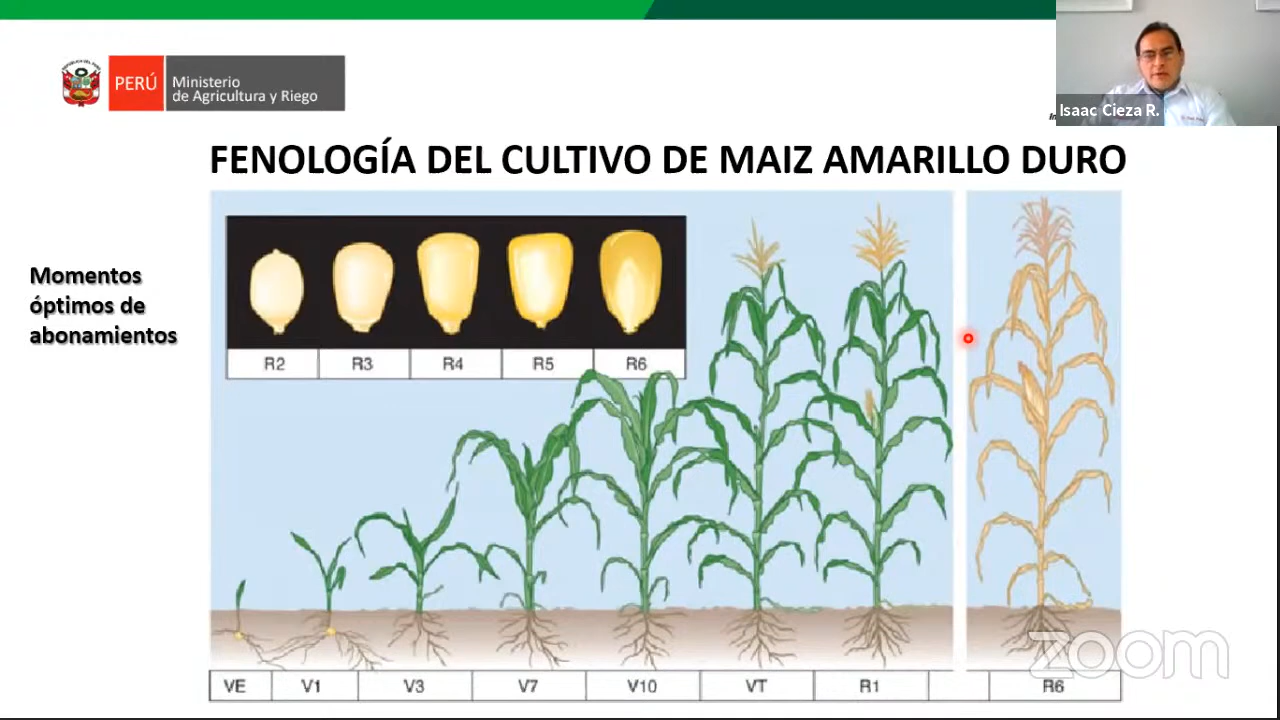 PERÚ
Ministerio
de Agricultura y Riego
Isaac Cieza R.
FENOLOGÍA DEL CULTIVO DE MAIZ AMARILLO DURO
Momentos
óptimos de
abonamientos
R2 R3 R4 R5 R6
zoom
VE V1 V3 V7 V10 VT R1 R6